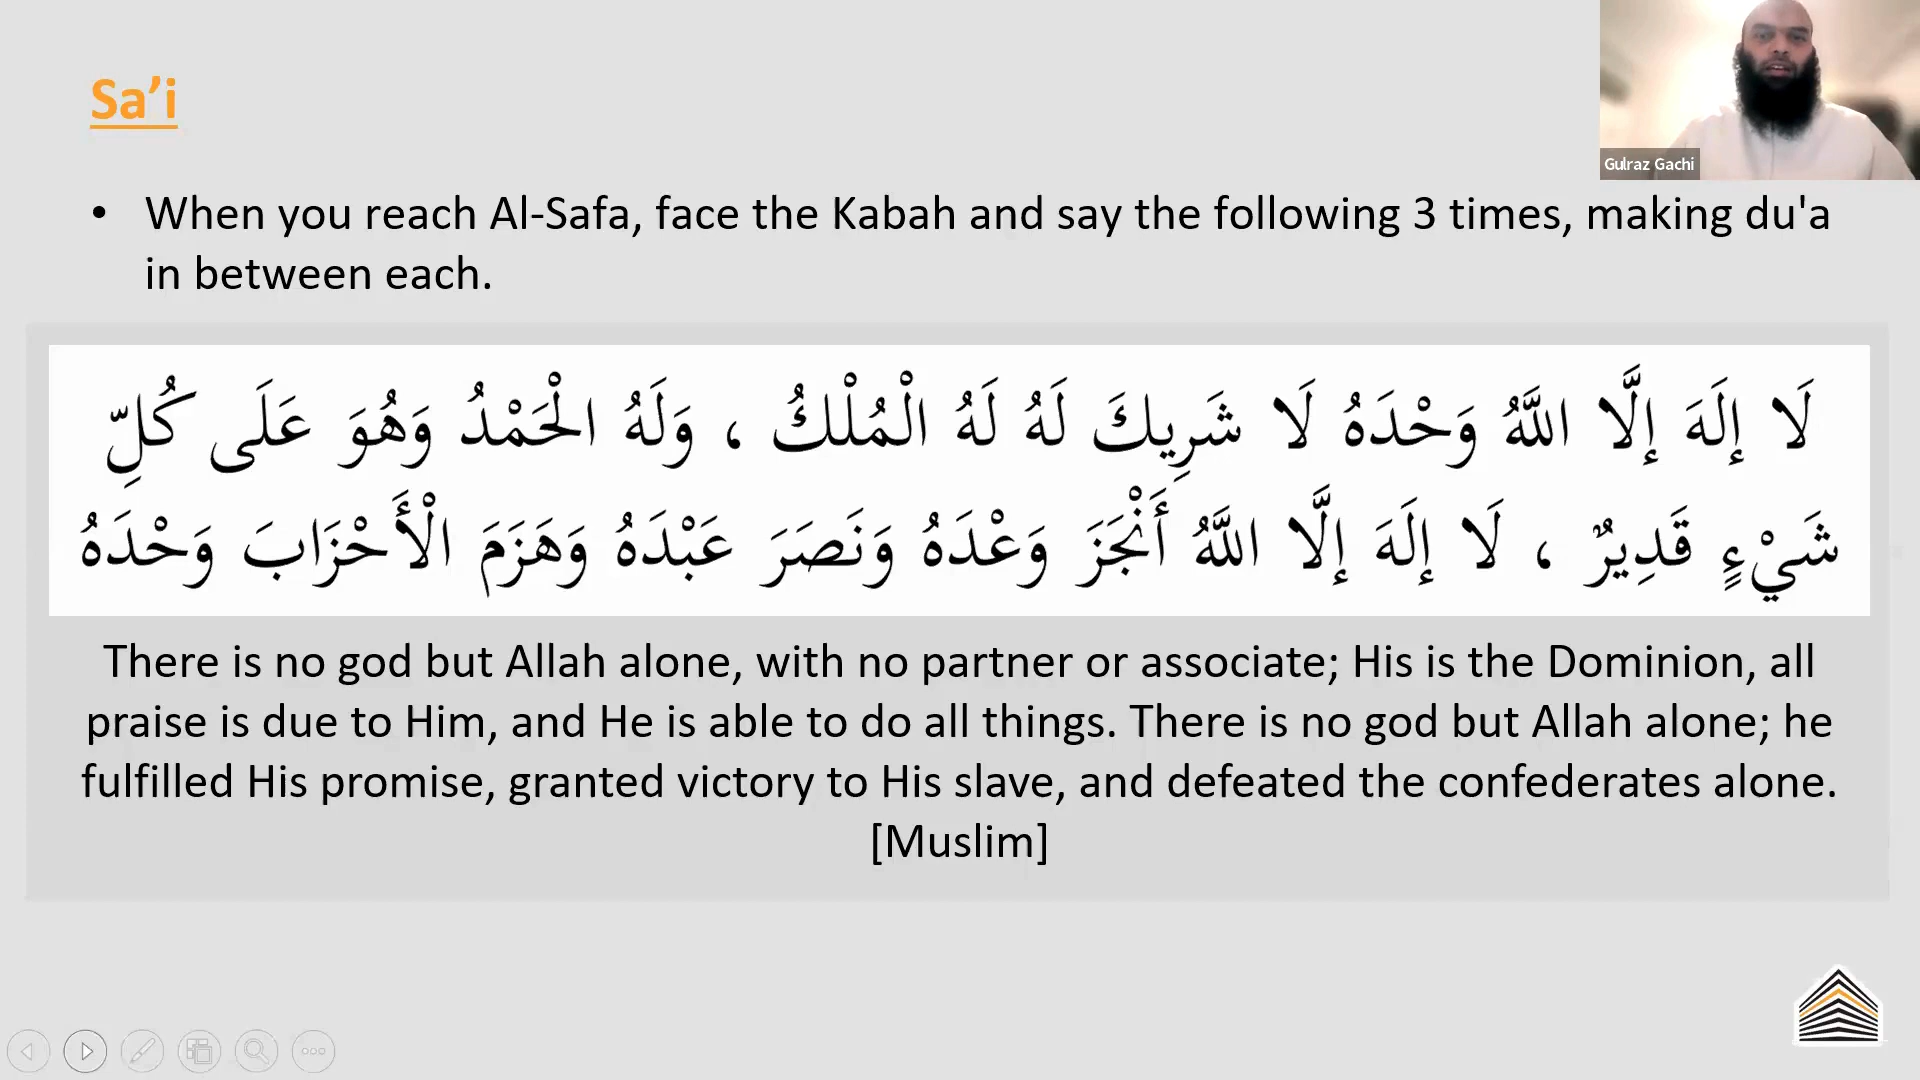 Sa’i
Gulraz Gachi
• When you reach Al-Safa, face the Kabah and say the following 3 times, making du'a
in between each.
لَا إِلَهَ إِلَّا اللَّهُ وَحْدَهُ لَا شَرِيكَ لَهُ لَهُ الْمُلْكُ ، وَلَهُ الْحَمْدُ وَهُوَ عَلَى كُلِّ
شَيْءٍ قَدِيرٌ ، لَا إِلَهَ إِلَّا اللَّهُ أَنْجَزَ وَعْدَهُ وَنَصَرَ عَبْدَهُ وَهَزَمَ الْأَحْزَابَ وَحْدَهُ
There is no god but Allah alone, with no partner or associate; His is the Dominion, all
praise is due to Him, and He is able to do all things. There is no god but Allah alone; he
fulfilled His promise, granted victory to His slave, and defeated the confederates alone.
[Muslim]